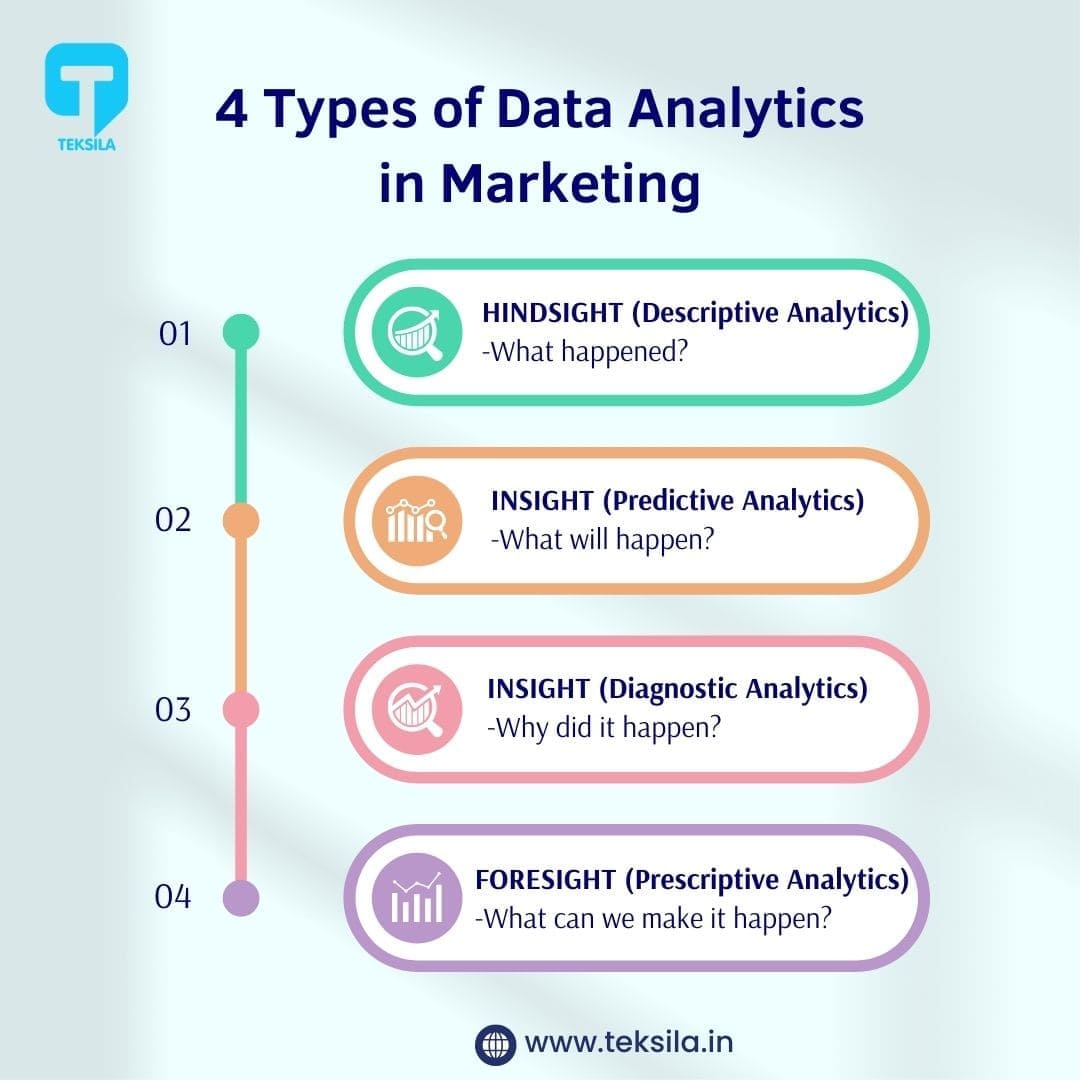 TEKSILA
4 Types of Data Analytics
in Marketing
01
HINDSIGHT (Descriptive Analytics)
-What happened?
02
INSIGHT (Predictive Analytics)
-What will happen?
03
INSIGHT (Diagnostic Analytics)
-Why did it happen?
04
FORESIGHT (Prescriptive Analytics)
-What can we make it happen?
www.teksila.in